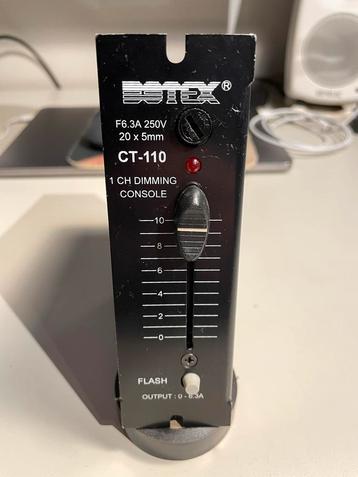 BOTEX®
F6.3A 250V
20 x 5mm
CT-110
1 CH DIMMING
CONSOLE
10
8
6
4
2
0
FLASH
OUTPUT : 0 - 6.3A